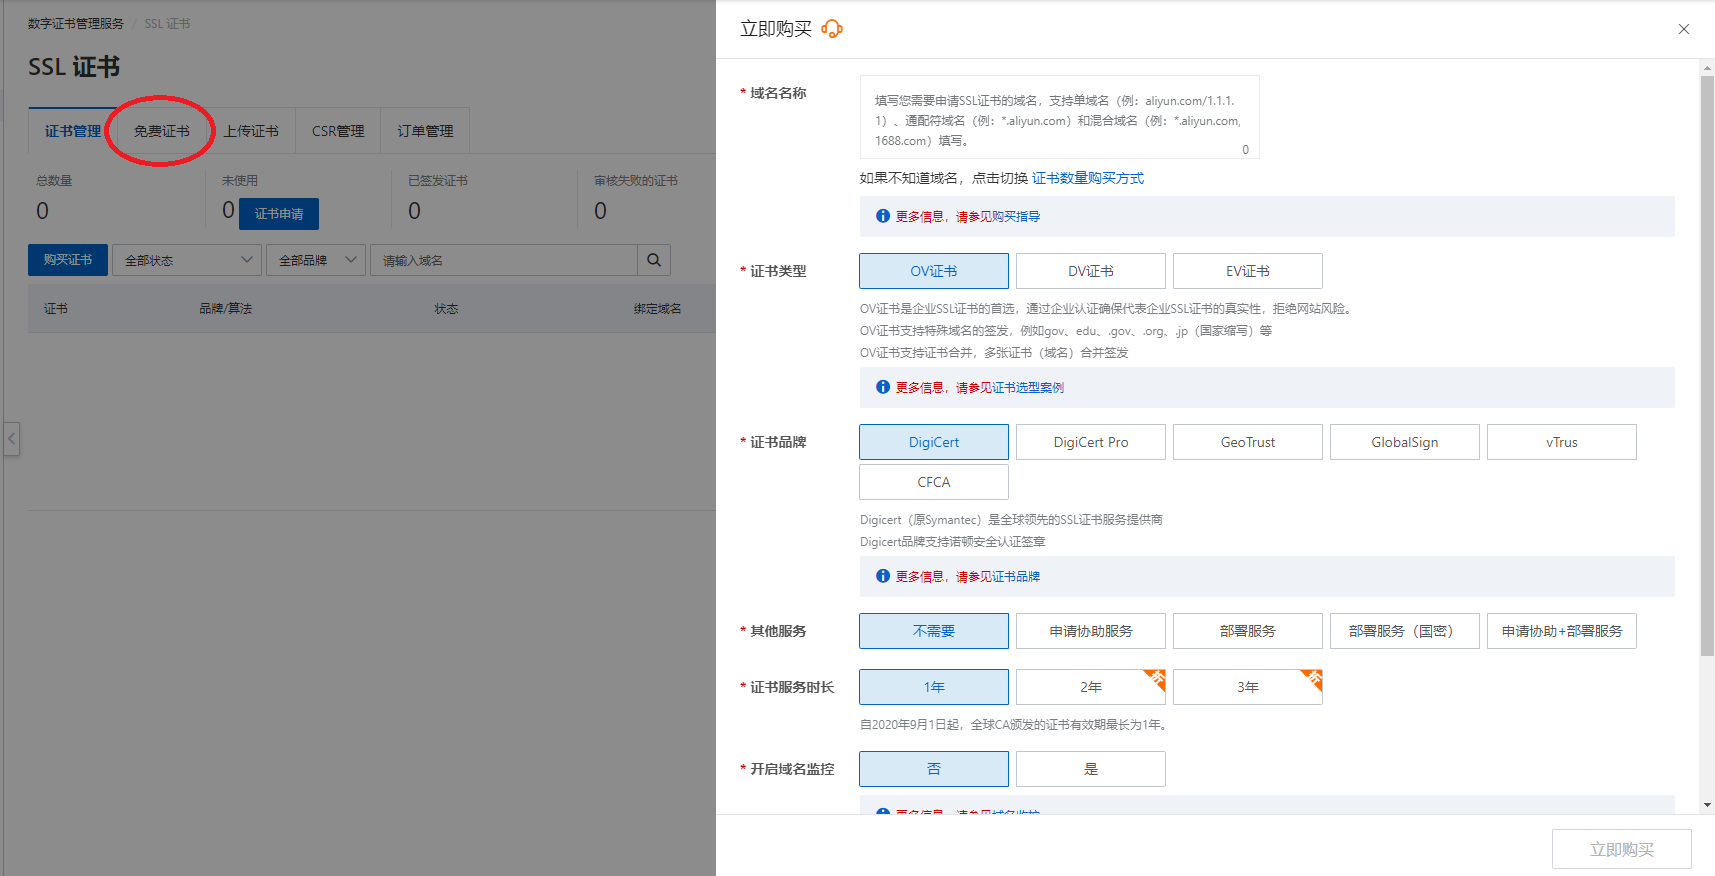 数字证书管理服务 / SSL 证书
SSL 证书
证书管理
免费证书
上传证书
CSR管理
订单管理
总数量
0
未使用
0
证书申请
已签发证书
0
审核失败的证书
0
购买证书
全部状态
全部品牌
请输入域名
证书
品牌/算法
状态
绑定域名
立即购买
* 域名名称
填写您需要申请SSL证书的域名，支持单域名（例：aliyun.com/1.1.1.
1）、通配符域名（例：*.aliyun.com）和混合域名（例：*.aliyun.com,
1688.com）填写。
0
如果不知道域名，点击切换 证书数量购买方式
更多信息，请参见购买指导
* 证书类型
OV证书
DV证书
EV证书
OV证书是企业SSL证书的首选，通过企业认证确保代表企业SSL证书的真实性，拒绝网站风险。
OV证书支持特殊域名的签发，例如gov、edu、.gov、.org、.jp（国家缩写）等
OV证书支持证书合并，多张证书（域名）合并签发
更多信息，请参见证书选型案例
* 证书品牌
DigiCert
DigiCert Pro
GeoTrust
GlobalSign
vTrus
CFCA
Digicert（原Symantec）是全球领先的SSL证书服务提供商
Digicert品牌支持诺顿安全认证签章
更多信息，请参见证书品牌
* 其他服务
不需要
申请协助服务
部署服务
部署服务（国密）
申请协助+部署服务
* 证书服务时长
1年
2年
折
3年
折
自2020年9月1日起，全球CA颁发的证书有效期最长为1年。
* 开启域名监控
否
是
更多信息，请参见域名监控
立即购买